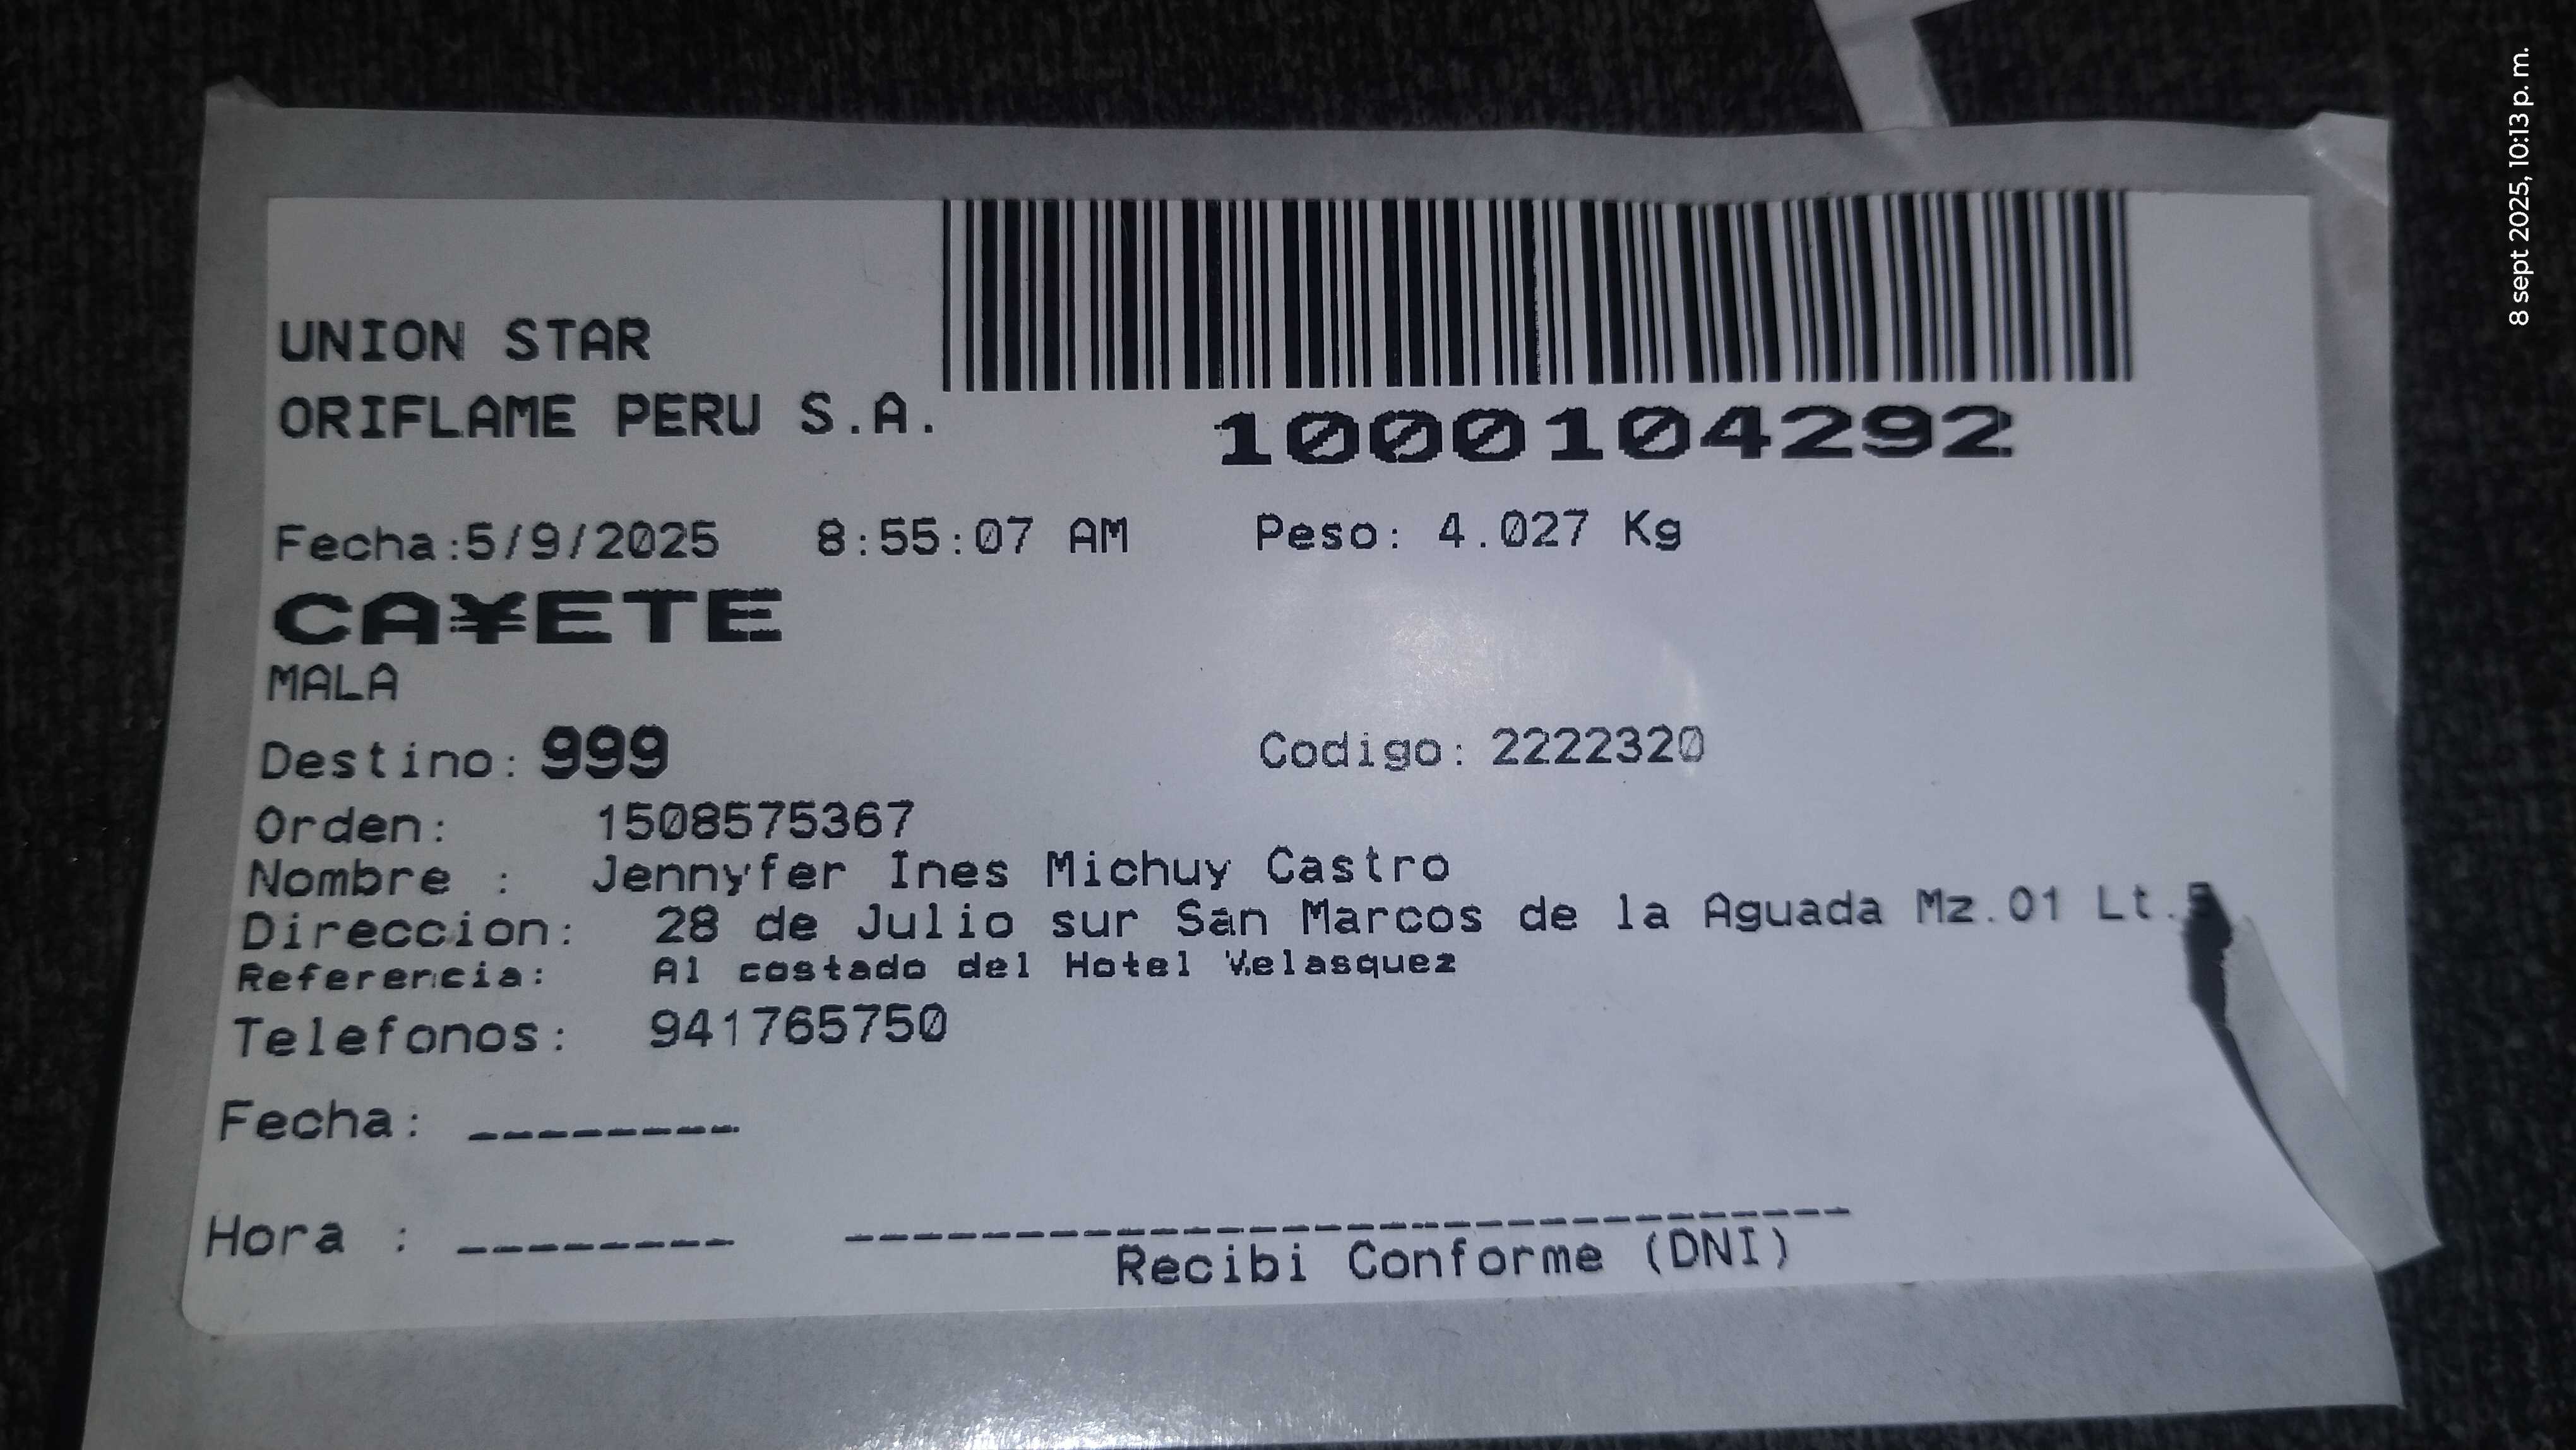 UNION STAR
ORIFLAME PERU S.A.
1000104292
Fecha:5/9/2025 8:55:07 AM Peso: 4.027 Kg
CA¥ETE
MALA
Destino: 999 Codigo: 2222320
Orden: 1508575367
Nombre : Jennyfer Ines Michuy Castro
Direccion: 28 de Julio sur San Marcos de la Aguada Mz.01 Lt.
Referencia: Al costado del Hotel Velasquez
Telefonos: 941765750
Fecha: ________
Hora : ________
Recibi Conforme (DNI)
8 sept 2025, 10:13 p. m.